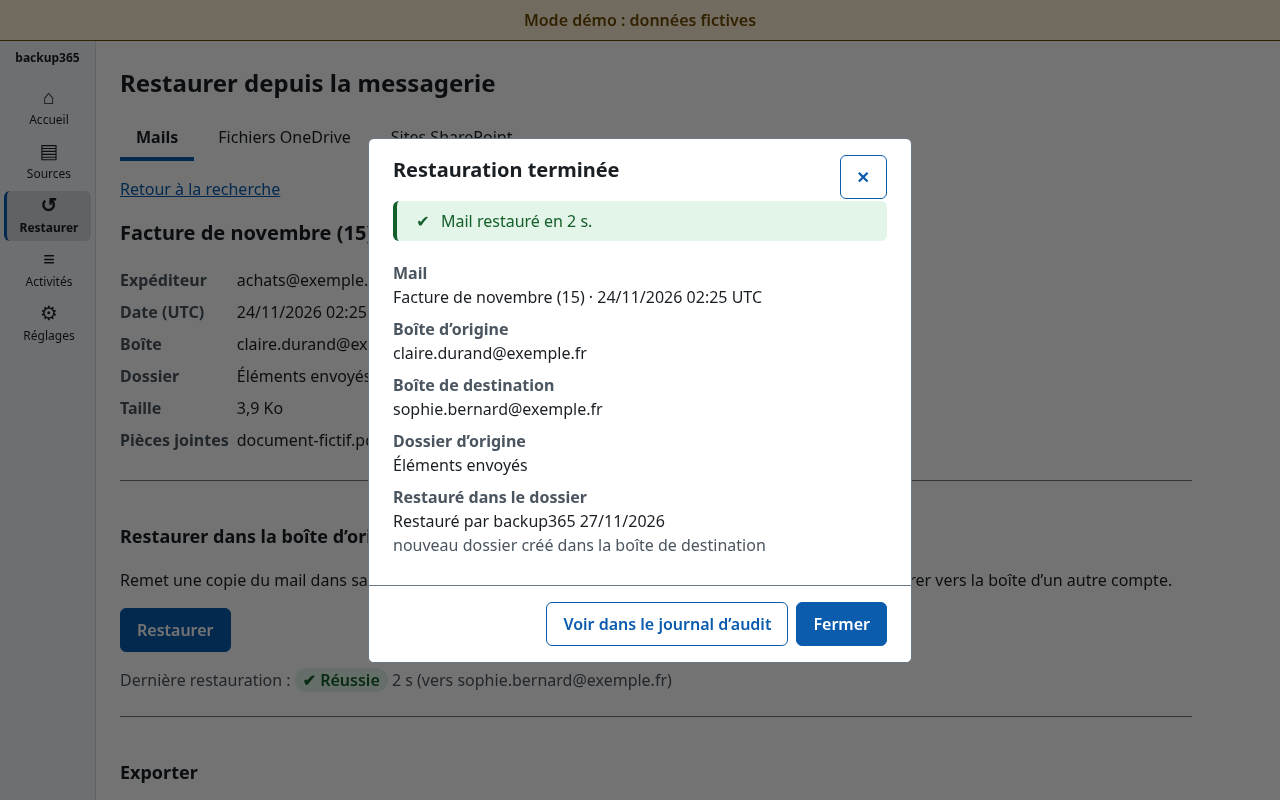 Mode démo : données fictives
backup365
Accueil
Sources
Restaurer
Activités
Réglages
Restaurer depuis la messagerie
Mails
Fichiers OneDrive
Sites SharePoint
Retour à la recherche
Facture de novembre (15)
Expéditeur achats@exemple.
Date (UTC) 24/11/2026 02:25
Boîte claire.durand@ex
Dossier Éléments envoyés
Taille 3,9 Ko
Pièces jointes document-fictif.p
Restaurer dans la boîte d’ori
Remet une copie du mail dans sa
rer vers la boîte d’un autre compte.
Restaurer
Dernière restauration : ✔ Réussie 2 s (vers sophie.bernard@exemple.fr)
Exporter
Restauration terminée
×
✔ Mail restauré en 2 s.
Mail
Facture de novembre (15) · 24/11/2026 02:25 UTC
Boîte d’origine
claire.durand@exemple.fr
Boîte de destination
sophie.bernard@exemple.fr
Dossier d’origine
Éléments envoyés
Restauré dans le dossier
Restauré par backup365 27/11/2026
nouveau dossier créé dans la boîte de destination
Voir dans le journal d’audit
Fermer